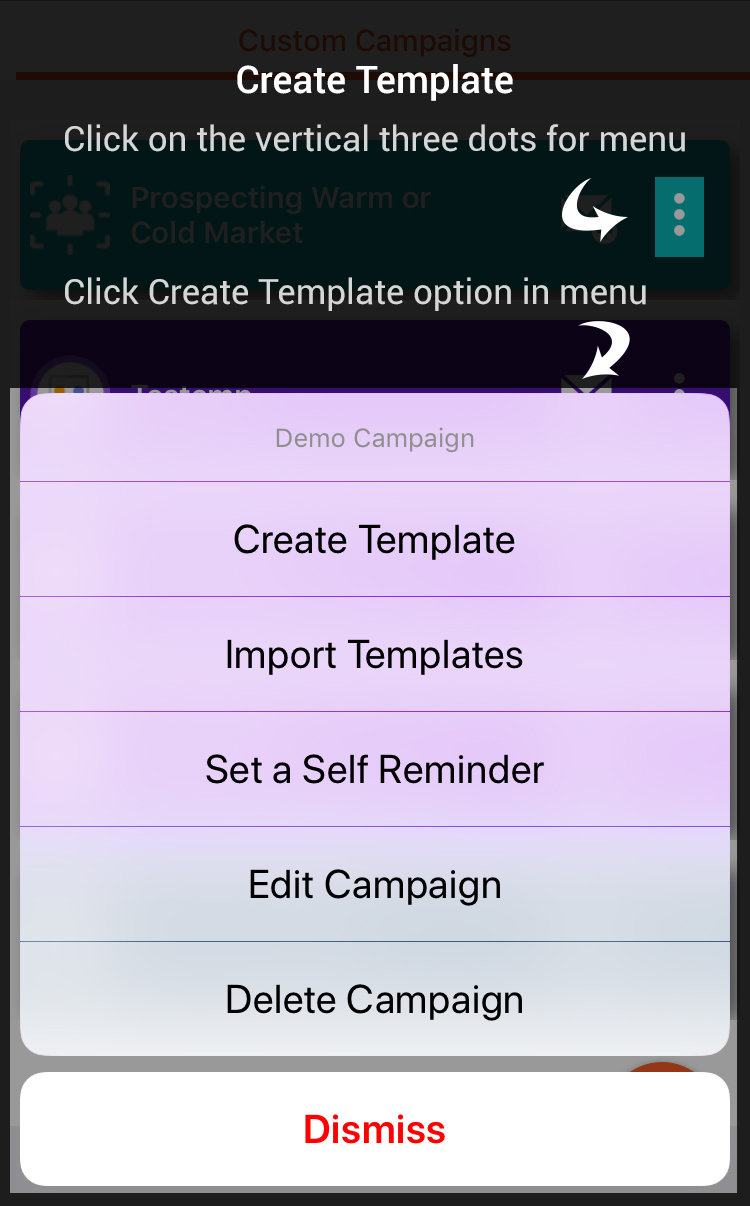 Custom Campaigns
Create Template
Click on the vertical three dots for menu
Prospecting Warm or
Cold Market
Click Create Template option in menu
Demo Campaign
Create Template
Import Templates
Set a Self Reminder
Edit Campaign
Delete Campaign
Dismiss